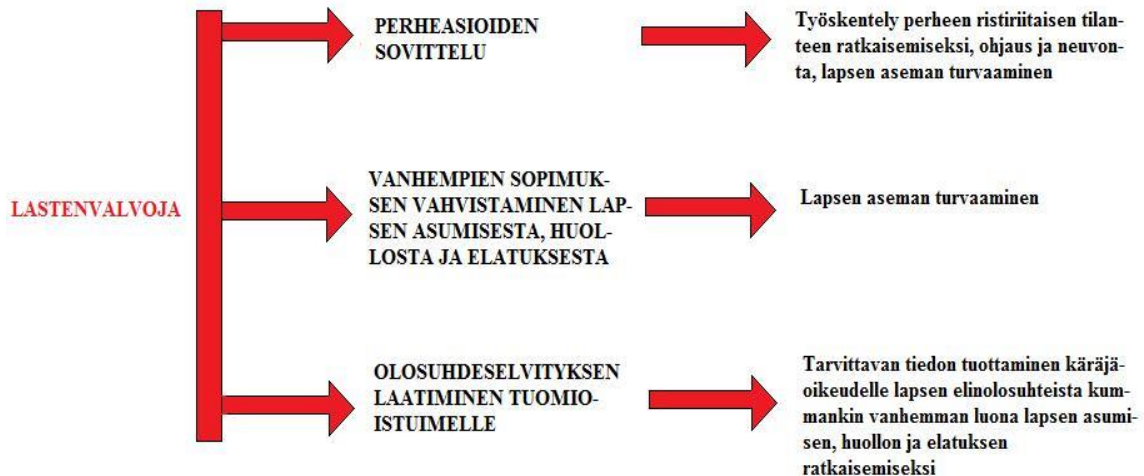 LASTENVALVOJA
PERHEASIOIDEN
SOVITTELU
Työskentely perheen ristiriitaisen tilan-
teen ratkaisemiseksi, ohjaus ja neuvon-
ta, lapsen aseman turvaaminen
VANHEMPIEN SOPIMUK-
SEN VAHVISTAMINEN LAP-
SEN ASUMISESTA, HUOL-
LOSTA JA ELATUKSESTA
Lapsen aseman turvaaminen
OLOSUHDESELVITYKSEN
LAATIMINEN TUOMIO-
ISTUIMELLE
Tarvittavan tiedon tuottaminen käräjä-
oikeudelle lapsen elinolosuhteista kum-
mankin vanhemman luona lapsen asumi-
sen, huollon ja elatuksen
ratkaisemiseksi